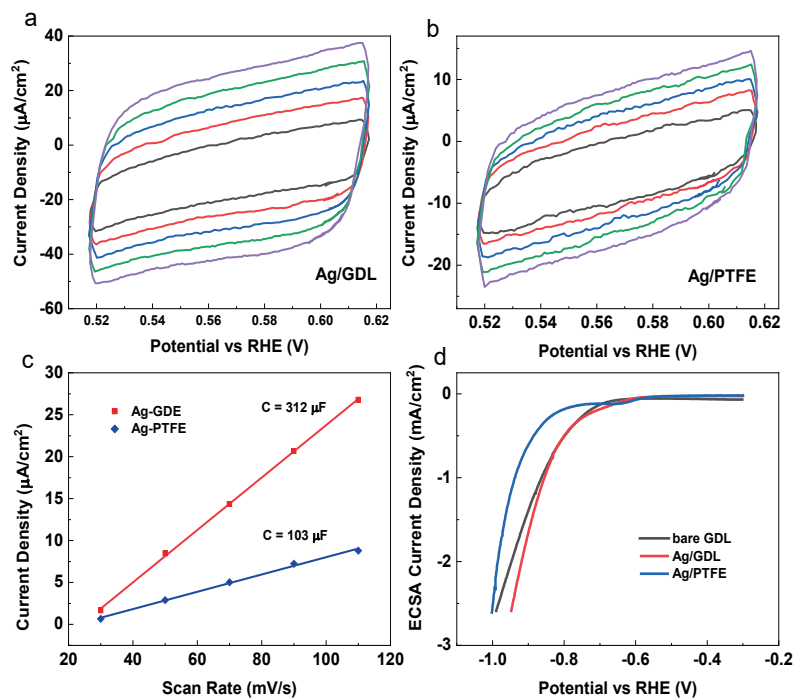 a
40
20
0
-20
-40
-60
Current Density (µA/cm²)
Ag/GDL
0.52 0.54 0.56 0.58 0.60 0.62
Potential vs RHE (V)
b
10
0
-10
-20
Current Density (µA/cm²)
Ag/PTFE
0.52 0.54 0.56 0.58 0.60 0.62
Potential vs RHE (V)
c
30
25
20
15
10
5
0
Current Density (µA/cm²)
Ag-GDE
Ag-PTFE
C = 312 µF
C = 103 µF
20 40 60 80 100 120
Scan Rate (mV/s)
d
0
-1
-2
-3
ECSA Current Density (mA/cm²)
bare GDL
Ag/GDL
Ag/PTFE
-1.0 -0.8 -0.6 -0.4 -0.2
Potential vs RHE (V)